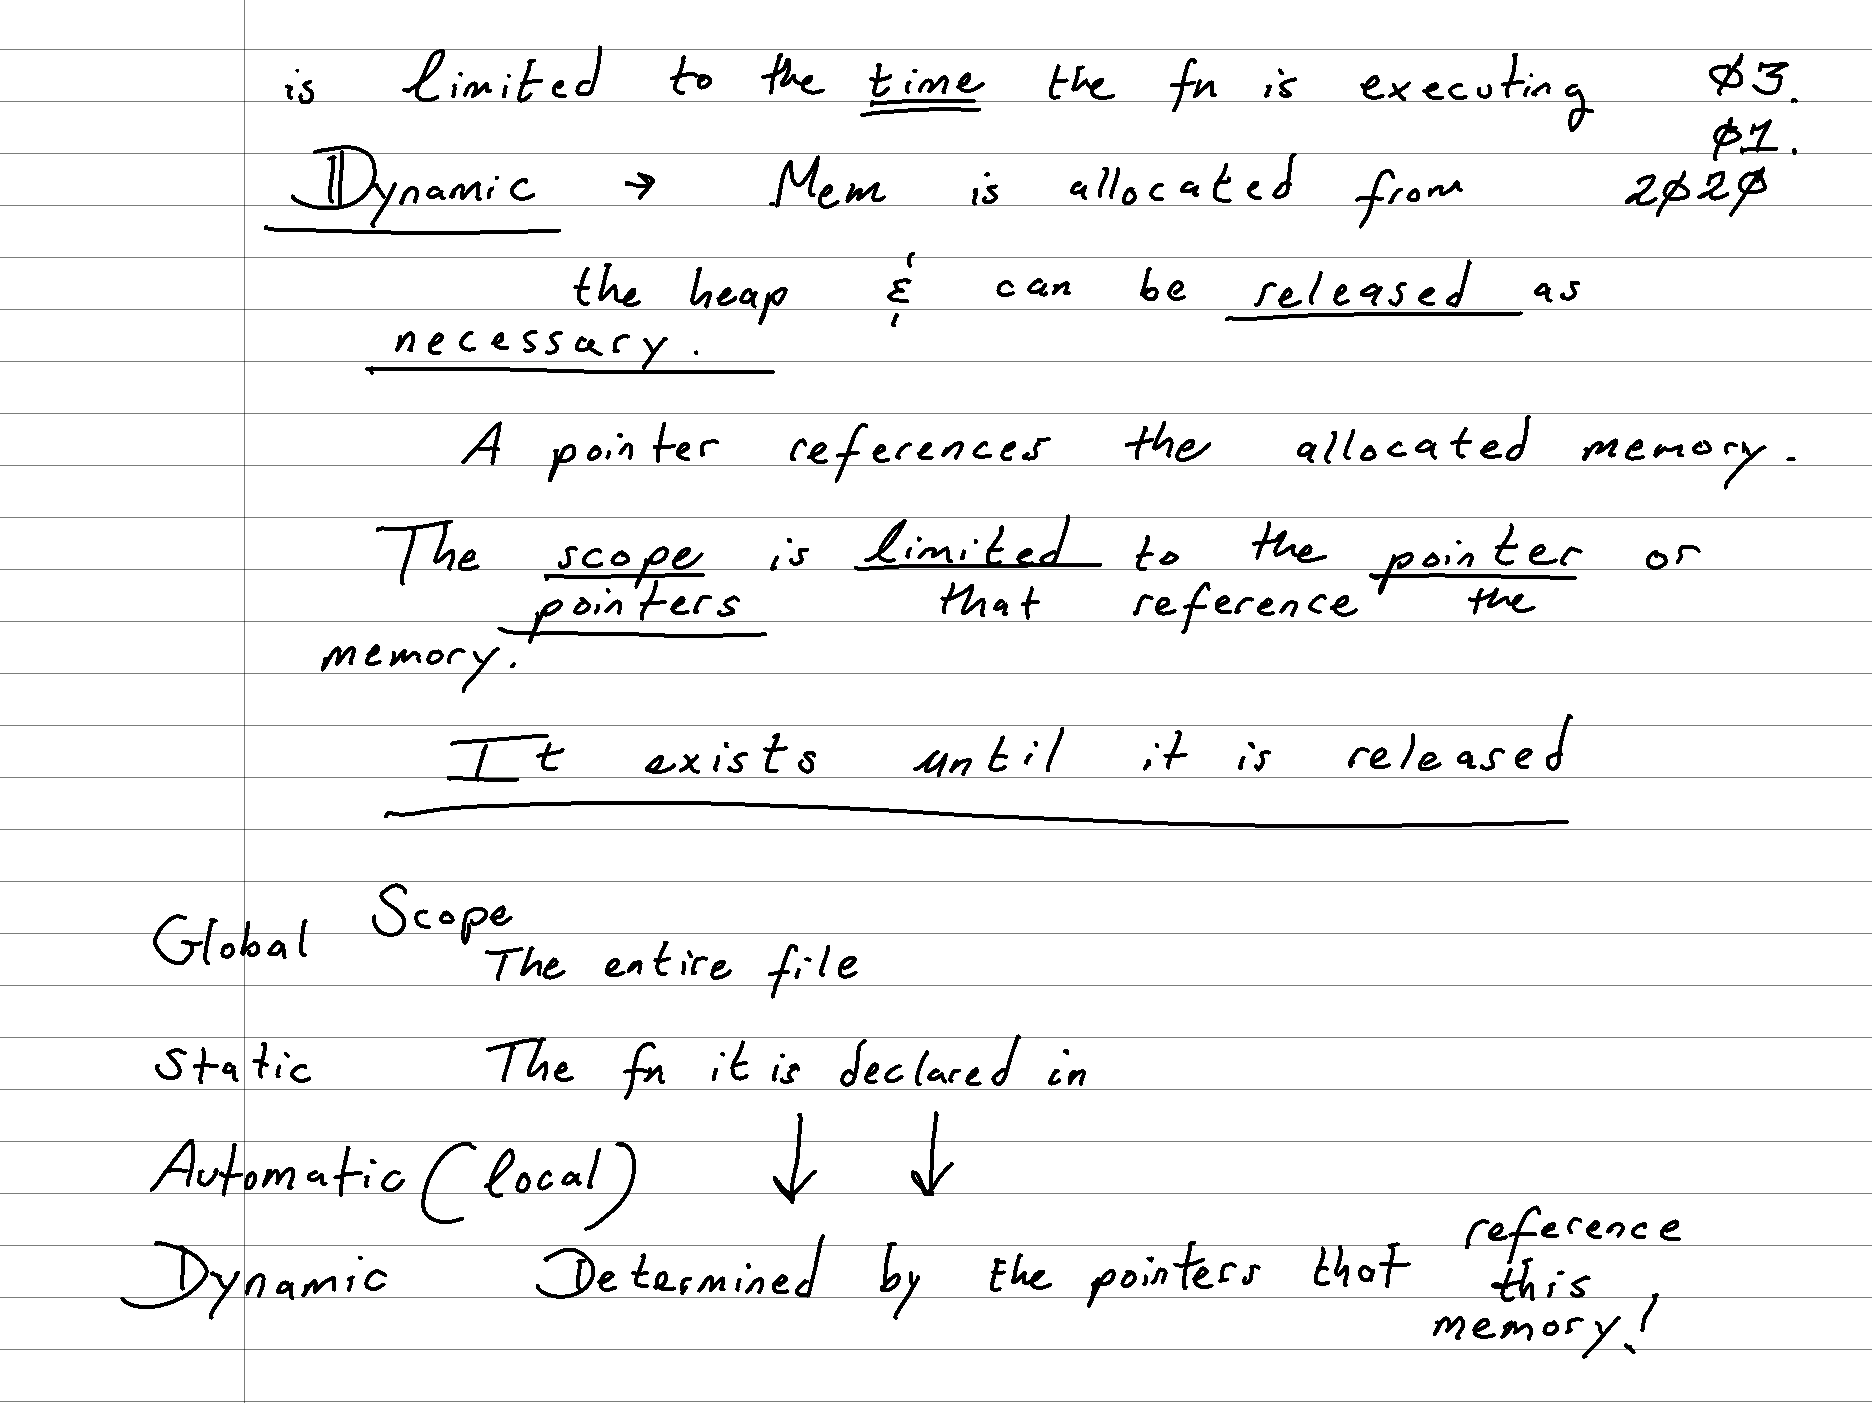 is limited to the time the fn is executing ø3.
ø1.
Dynamic → Mem is allocated from 2ø2ø
the heap & can be released as
necessary.
A pointer references the allocated memory.
The scope is limited to the pointer or
pointers that reference the
memory.
It exists until it is released
Scope
Global The entire file
Static The fn it is declared in
Automatic (local) ↓ ↓
Dynamic Determined by the pointers that reference
this
memory!